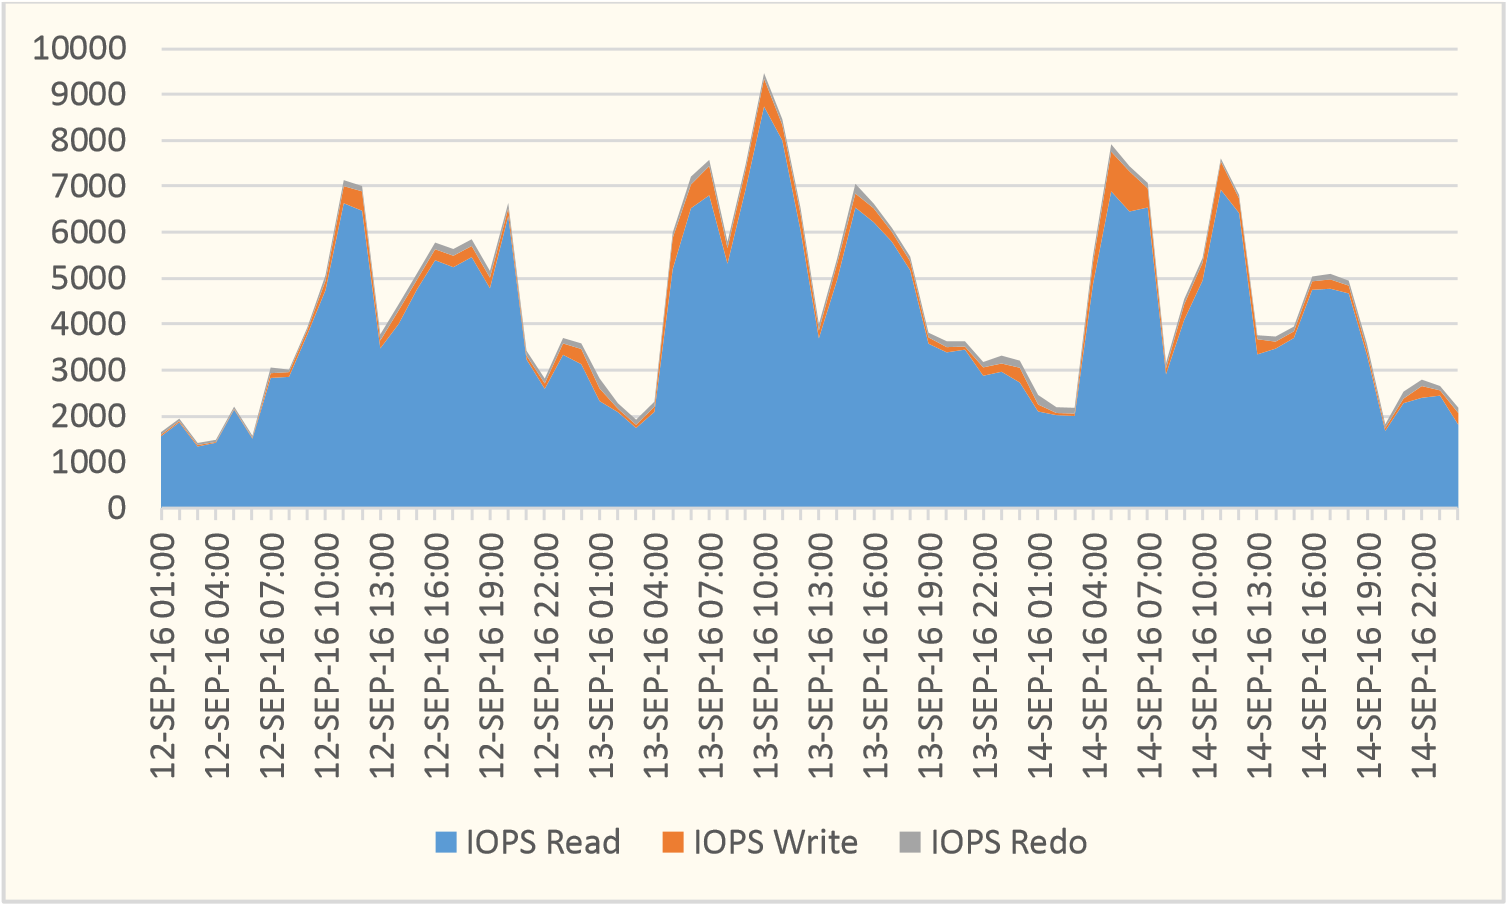 10000
9000
8000
7000
6000
5000
4000
3000
2000
1000
0
12-SEP-16 01:00
12-SEP-16 04:00
12-SEP-16 07:00
12-SEP-16 10:00
12-SEP-16 13:00
12-SEP-16 16:00
12-SEP-16 19:00
12-SEP-16 22:00
13-SEP-16 01:00
13-SEP-16 04:00
13-SEP-16 07:00
13-SEP-16 10:00
13-SEP-16 13:00
13-SEP-16 16:00
13-SEP-16 19:00
13-SEP-16 22:00
14-SEP-16 01:00
14-SEP-16 04:00
14-SEP-16 07:00
14-SEP-16 10:00
14-SEP-16 13:00
14-SEP-16 16:00
14-SEP-16 19:00
14-SEP-16 22:00
IOPS Read IOPS Write IOPS Redo